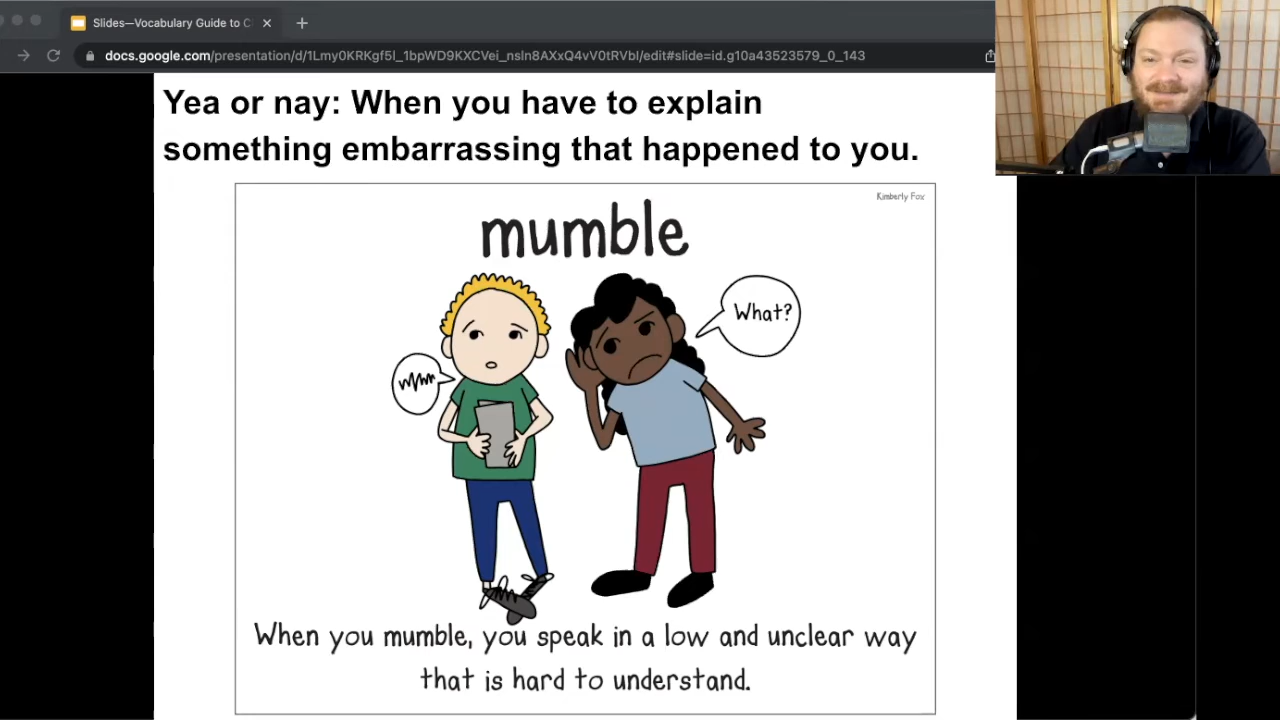 Slides—Vocabulary Guide to C
docs.google.com/presentation/d/1Lmy0KRKgf5I_1bpWD9KXCVei_nsIn8AXxQ4vV0tRVbI/edit#slide=id.g10a43523579_0_143
Yea or nay: When you have to explain
something embarrassing that happened to you.
Kimberly Fox
mumble
What?
When you mumble, you speak in a low and unclear way
that is hard to understand.